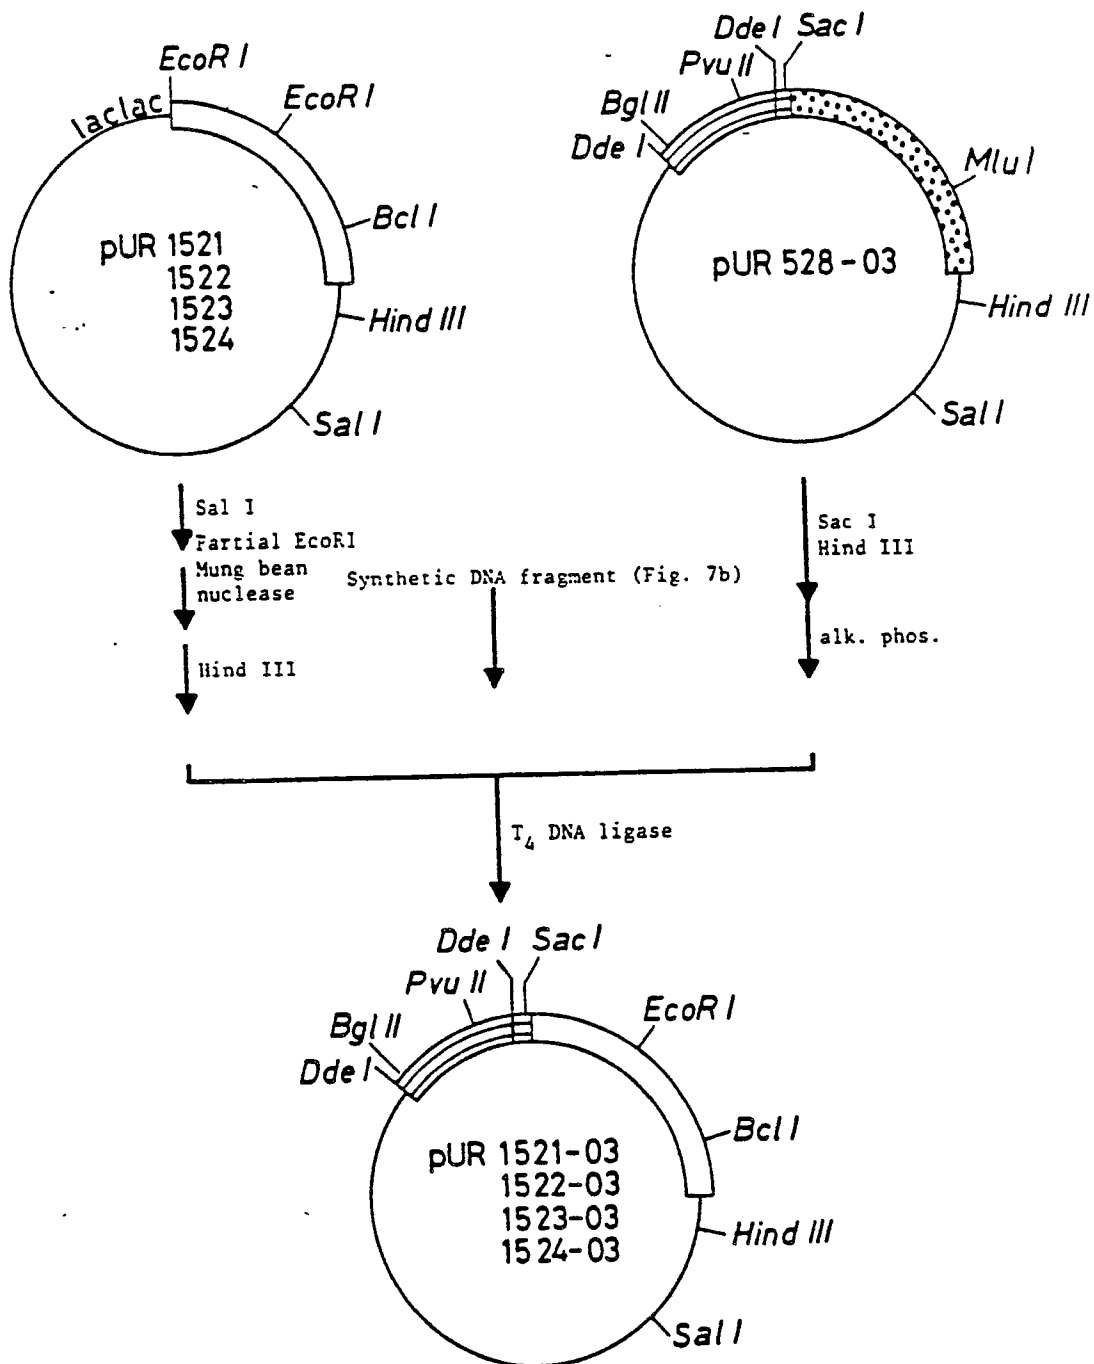 EcoR I
EcoR I
laclac
Bcl I
pUR 1521
1522
1523
1524
Hind III
Sal I
Dde I Sac I
Pvu II
Bgl II
Dde I
Mlu I
pUR 528-03
Hind III
Sal I
Sal I
Partial EcoRI
Mung bean
nuclease
Hind III
Synthetic DNA fragment (Fig. 7b)
Sac I
Hind III
alk. phos.
T4 DNA ligase
Dde I Sac I
Pvu II
EcoR I
Bgl II
Dde I
Bcl I
pUR 1521-03
1522-03
1523-03
1524-03
Hind III
Sal I